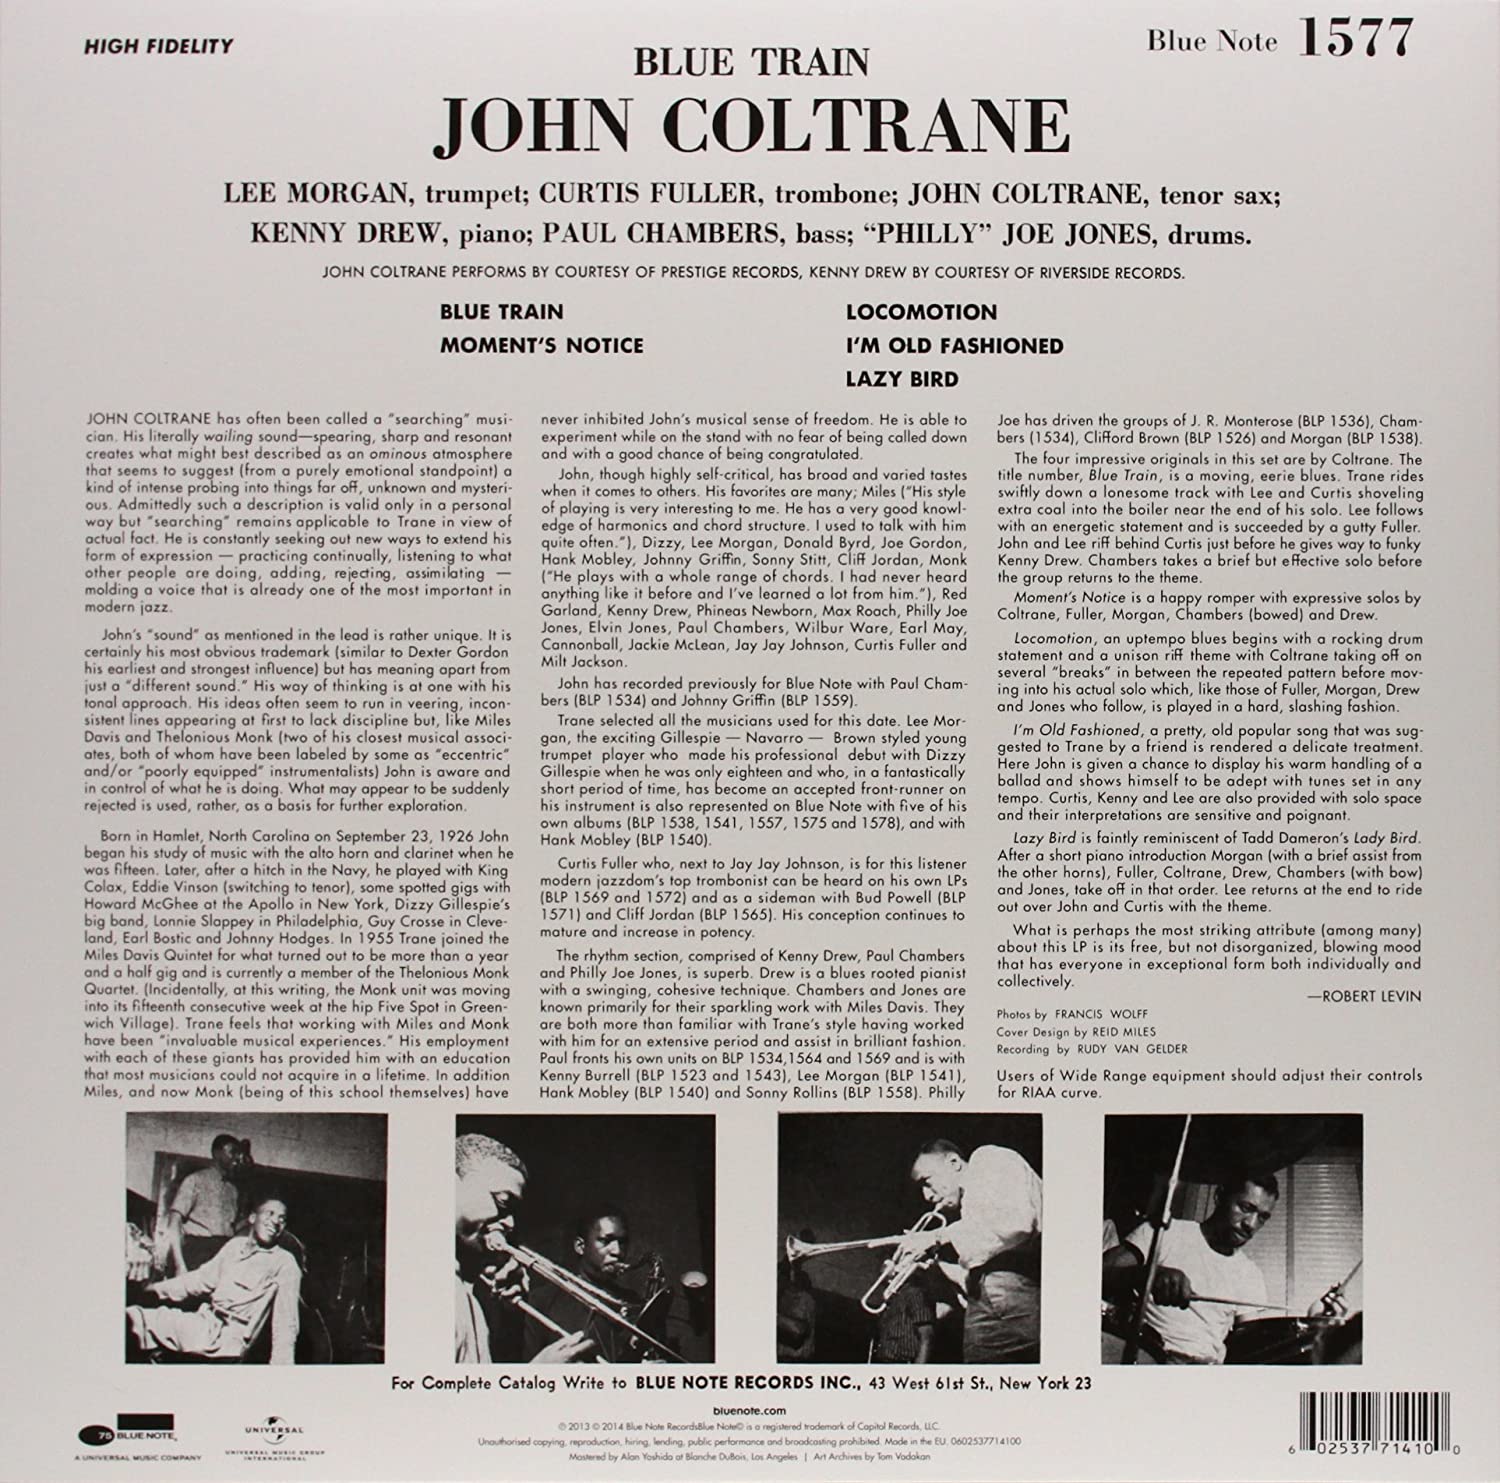 HIGH FIDELITY
Blue Note 1577
BLUE TRAIN
JOHN COLTRANE
LEE MORGAN, trumpet; CURTIS FULLER, trombone; JOHN COLTRANE, tenor sax;
KENNY DREW, piano; PAUL CHAMBERS, bass; “PHILLY” JOE JONES, drums.
JOHN COLTRANE PERFORMS BY COURTESY OF PRESTIGE RECORDS, KENNY DREW BY COURTESY OF RIVERSIDE RECORDS.
BLUE TRAIN
MOMENT'S NOTICE
LOCOMOTION
I'M OLD FASHIONED
LAZY BIRD
JOHN COLTRANE has often been called a "searching" musi-
cian. His literally wailing sound—spearing, sharp and resonant
creates what might best described as an ominous atmosphere
that seems to suggest (from a purely emotional standpoint) a
kind of intense probing into things far off, unknown and mysteri-
ous. Admittedly such a description is valid only in a personal
way but "searching" remains applicable to Trane in view of
actual fact. He is constantly seeking out new ways to extend his
form of expression — practicing continually, listening to what
other people are doing, adding, rejecting, assimilating —
molding a voice that is already one of the most important in
modern jazz.
John's "sound" as mentioned in the lead is rather unique. It is
certainly his most obvious trademark (similar to Dexter Gordon
his earliest and strongest influence) but has meaning apart from
just a "different sound." His way of thinking is at one with his
tonal approach. His ideas often seem to run in veering, incon-
sistent lines appearing at first to lack discipline but, like Miles
Davis and Thelonious Monk (two of his closest musical associ-
ates, both of whom have been labeled by some as "eccentric"
and/or "poorly equipped" instrumentalists) John is aware and
in control of what he is doing. What may appear to be suddenly
rejected is used, rather, as a basis for further exploration.
Born in Hamlet, North Carolina on September 23, 1926 John
began his study of music with the alto horn and clarinet when he
was fifteen. Later, after a hitch in the Navy, he played with King
Colax, Eddie Vinson (switching to tenor), some spotted gigs with
Howard McGhee at the Apollo in New York, Dizzy Gillespie's
big band, Lonnie Slappey in Philadelphia, Guy Crosse in Cleve-
land, Earl Bostic and Johnny Hodges. In 1955 Trane joined the
Miles Davis Quintet for what turned out to be more than a year
and a half gig and is currently a member of the Thelonious Monk
Quartet. (Incidentally, at this writing, the Monk unit was moving
into its fifteenth consecutive week at the hip Five Spot in Green-
wich Village). Trane feels that working with Miles and Monk
have been "invaluable musical experiences." His employment
with each of these giants has provided him with an education
that most musicians could not acquire in a lifetime. In addition
Miles, and now Monk (being of this school themselves) have
never inhibited John's musical sense of freedom. He is able to
experiment while on the stand with no fear of being called down
and with a good chance of being congratulated.
John, though highly self-critical, has broad and varied tastes
when it comes to others. His favorites are many; Miles ("His style
of playing is very interesting to me. He has a very good knowl-
edge of harmonics and chord structure. I used to talk with him
quite often."), Dizzy, Lee Morgan, Donald Byrd, Joe Gordon,
Hank Mobley, Johnny Griffin, Sonny Stitt, Cliff Jordan, Monk
("He plays with a whole range of chords. I had never heard
anything like it before and I've learned a lot from him."), Red
Garland, Kenny Drew, Phineas Newborn, Max Roach, Philly Joe
Jones, Elvin Jones, Paul Chambers, Wilbur Ware, Earl May,
Cannonball, Jackie McLean, Jay Jay Johnson, Curtis Fuller and
Milt Jackson.
John has recorded previously for Blue Note with Paul Cham-
bers (BLP 1534) and Johnny Griffin (BLP 1559).
Trane selected all the musicians used for this date. Lee Mor-
gan, the exciting Gillespie — Navarro — Brown styled young
trumpet player who made his professional debut with Dizzy
Gillespie when he was only eighteen and who, in a fantastically
short period of time, has become an accepted front-runner on
his instrument is also represented on Blue Note with five of his
own albums (BLP 1538, 1541, 1557, 1575 and 1578), and with
Hank Mobley (BLP 1540).
Curtis Fuller who, next to Jay Jay Johnson, is for this listener
modern jazzdom's top trombonist can be heard on his own LPs
(BLP 1569 and 1572) and as a sideman with Bud Powell (BLP
1571) and Cliff Jordan (BLP 1565). His conception continues to
mature and increase in potency.
The rhythm section, comprised of Kenny Drew, Paul Chambers
and Philly Joe Jones, is superb. Drew is a blues rooted pianist
with a swinging, cohesive technique. Chambers and Jones are
known primarily for their sparkling work with Miles Davis. They
are both more than familiar with Trane's style having worked
with him for an extensive period and assist in brilliant fashion.
Paul fronts his own units on BLP 1534,1564 and 1569 and is with
Kenny Burrell (BLP 1523 and 1543), Lee Morgan (BLP 1541),
Hank Mobley (BLP 1540) and Sonny Rollins (BLP 1558). Philly
Joe has driven the groups of J. R. Monterose (BLP 1536), Cham-
bers (1534), Clifford Brown (BLP 1526) and Morgan (BLP 1538).
The four impressive originals in this set are by Coltrane. The
title number, Blue Train, is a moving, eerie blues. Trane rides
swiftly down a lonesome track with Lee and Curtis shoveling
extra coal into the boiler near the end of his solo. Lee follows
with an energetic statement and is succeeded by a gutty Fuller.
John and Lee riff behind Curtis just before he gives way to funky
Kenny Drew. Chambers takes a brief but effective solo before
the group returns to the theme.
Moment's Notice is a happy romper with expressive solos by
Coltrane, Fuller, Morgan, Chambers (bowed) and Drew.
Locomotion, an uptempo blues begins with a rocking drum
statement and a unison riff theme with Coltrane taking off on
several "breaks" in between the repeated pattern before mov-
ing into his actual solo which, like those of Fuller, Morgan, Drew
and Jones who follow, is played in a hard, slashing fashion.
I'm Old Fashioned, a pretty, old popular song that was sug-
gested to Trane by a friend is rendered a delicate treatment.
Here John is given a chance to display his warm handling of a
ballad and shows himself to be adept with tunes set in any
tempo. Curtis, Kenny and Lee are also provided with solo space
and their interpretations are sensitive and poignant.
Lazy Bird is faintly reminiscent of Tadd Dameron's Lady Bird.
After a short piano introduction Morgan (with a brief assist from
the other horns), Fuller, Coltrane, Drew, Chambers (with bow)
and Jones, take off in that order. Lee returns at the end to ride
out over John and Curtis with the theme.
What is perhaps the most striking attribute (among many)
about this LP is its free, but not disorganized, blowing mood
that has everyone in exceptional form both individually and
collectively.
—ROBERT LEVIN
Photos by FRANCIS WOLFF
Cover Design by REID MILES
Recording by RUDY VAN GELDER
Users of Wide Range equipment should adjust their controls
for RIAA curve.
For Complete Catalog Write to BLUE NOTE RECORDS INC., 43 West 61st St., New York 23
bluenote.com
℗ 2013 © 2014 Blue Note RecordsBlue Note© is a registered trademark of Capitol Records, LLC.
Unauthorised copying, reproduction, hiring, lending, public performance and broadcasting prohibited. Made in the EU. 0602537714100
Mastered by Alan Yoshida at Blanche DuBois, Los Angeles | Art Archives by Tom Vadakan
75 BLUE NOTE
A UNIVERSAL MUSIC COMPANY
UNIVERSAL
UNIVERSAL MUSIC GROUP
INTERNATIONAL
6 02537 71410 0